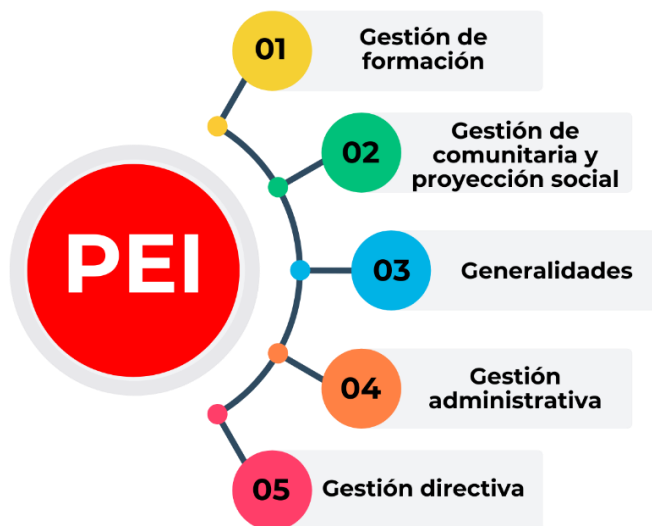 PEI
01
Gestión de
formación
02
Gestión de
comunitaria y
proyección social
03
Generalidades
04
Gestión
administrativa
05
Gestión directiva